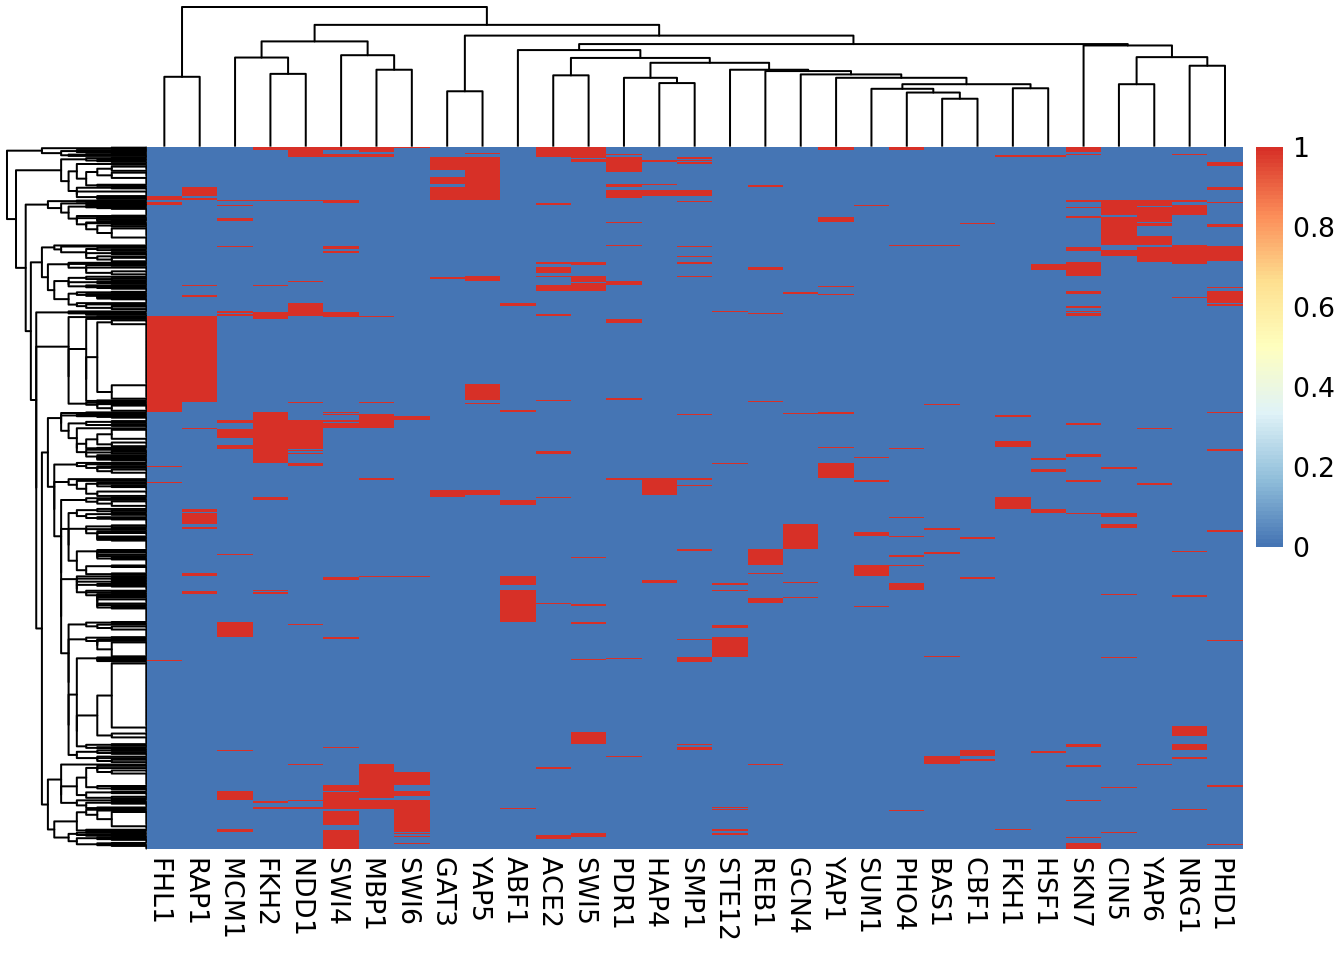 1
0.8
0.6
0.4
0.2
0
FHL1
RAP1
MCM1
FKH2
NDD1
SWI4
MBP1
SWI6
GAT3
YAP5
ABF1
ACE2
SWI5
PDR1
HAP4
SMP1
STE12
REB1
GCN4
YAP1
SUM1
PHO4
BAS1
CBF1
FKH1
HSF1
SKN7
CIN5
YAP6
NRG1
PHD1